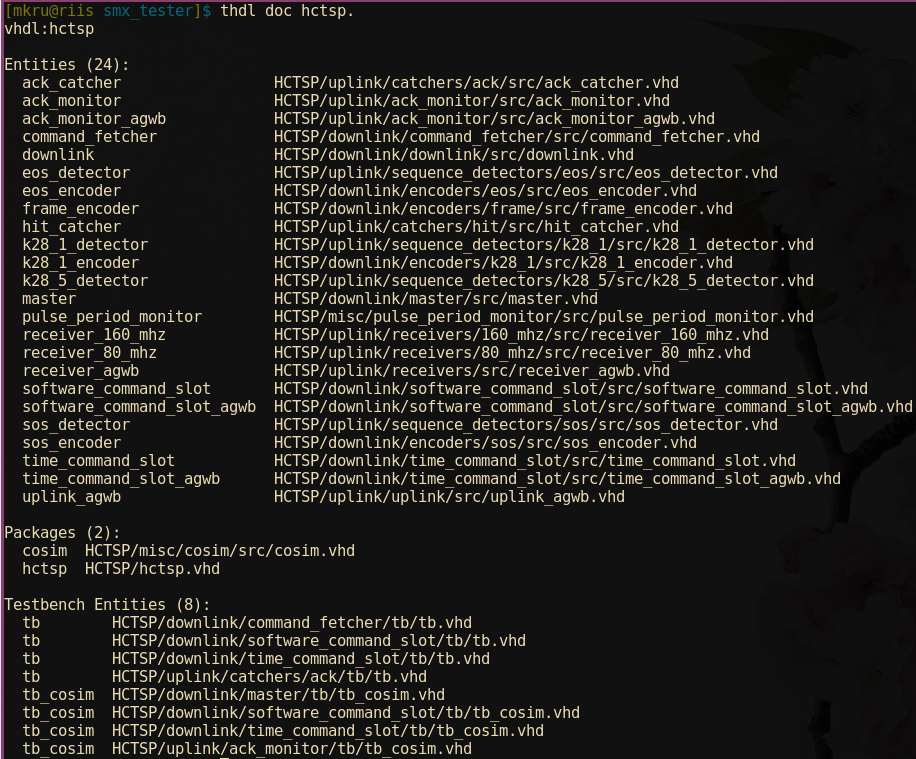 [mkru@riis smx_tester]$ thdl doc hctsp.
vhdl:hctsp
Entities (24):
ack_catcher HCTSP/uplink/catchers/ack/src/ack_catcher.vhd
ack_monitor HCTSP/uplink/ack_monitor/src/ack_monitor.vhd
ack_monitor_agwb HCTSP/uplink/ack_monitor/src/ack_monitor_agwb.vhd
command_fetcher HCTSP/downlink/command_fetcher/src/command_fetcher.vhd
downlink HCTSP/downlink/downlink/src/downlink.vhd
eos_detector HCTSP/uplink/sequence_detectors/eos/src/eos_detector.vhd
eos_encoder HCTSP/downlink/encoders/eos/src/eos_encoder.vhd
frame_encoder HCTSP/downlink/encoders/frame/src/frame_encoder.vhd
hit_catcher HCTSP/uplink/catchers/hit/src/hit_catcher.vhd
k28_1_detector HCTSP/uplink/sequence_detectors/k28_1/src/k28_1_detector.vhd
k28_1_encoder HCTSP/downlink/encoders/k28_1/src/k28_1_encoder.vhd
k28_5_detector HCTSP/uplink/sequence_detectors/k28_5/src/k28_5_detector.vhd
master HCTSP/downlink/master/src/master.vhd
pulse_period_monitor HCTSP/misc/pulse_period_monitor/src/pulse_period_monitor.vhd
receiver_160_mhz HCTSP/uplink/receivers/160_mhz/src/receiver_160_mhz.vhd
receiver_80_mhz HCTSP/uplink/receivers/80_mhz/src/receiver_80_mhz.vhd
receiver_agwb HCTSP/uplink/receivers/src/receiver_agwb.vhd
software_command_slot HCTSP/downlink/software_command_slot/src/software_command_slot.vhd
software_command_slot_agwb HCTSP/downlink/software_command_slot/src/software_command_slot_agwb.vhd
sos_detector HCTSP/uplink/sequence_detectors/sos/src/sos_detector.vhd
sos_encoder HCTSP/downlink/encoders/sos/src/sos_encoder.vhd
time_command_slot HCTSP/downlink/time_command_slot/src/time_command_slot.vhd
time_command_slot_agwb HCTSP/downlink/time_command_slot/src/time_command_slot_agwb.vhd
uplink_agwb HCTSP/uplink/uplink/src/uplink_agwb.vhd
Packages (2):
cosim HCTSP/misc/cosim/src/cosim.vhd
hctsp HCTSP/hctsp.vhd
Testbench Entities (8):
tb HCTSP/downlink/command_fetcher/tb/tb.vhd
tb HCTSP/downlink/software_command_slot/tb/tb.vhd
tb HCTSP/downlink/time_command_slot/tb/tb.vhd
tb HCTSP/uplink/catchers/ack/tb/tb.vhd
tb_cosim HCTSP/downlink/master/tb/tb_cosim.vhd
tb_cosim HCTSP/downlink/software_command_slot/tb/tb_cosim.vhd
tb_cosim HCTSP/downlink/time_command_slot/tb/tb_cosim.vhd
tb_cosim HCTSP/uplink/ack_monitor/tb/tb_cosim.vhd